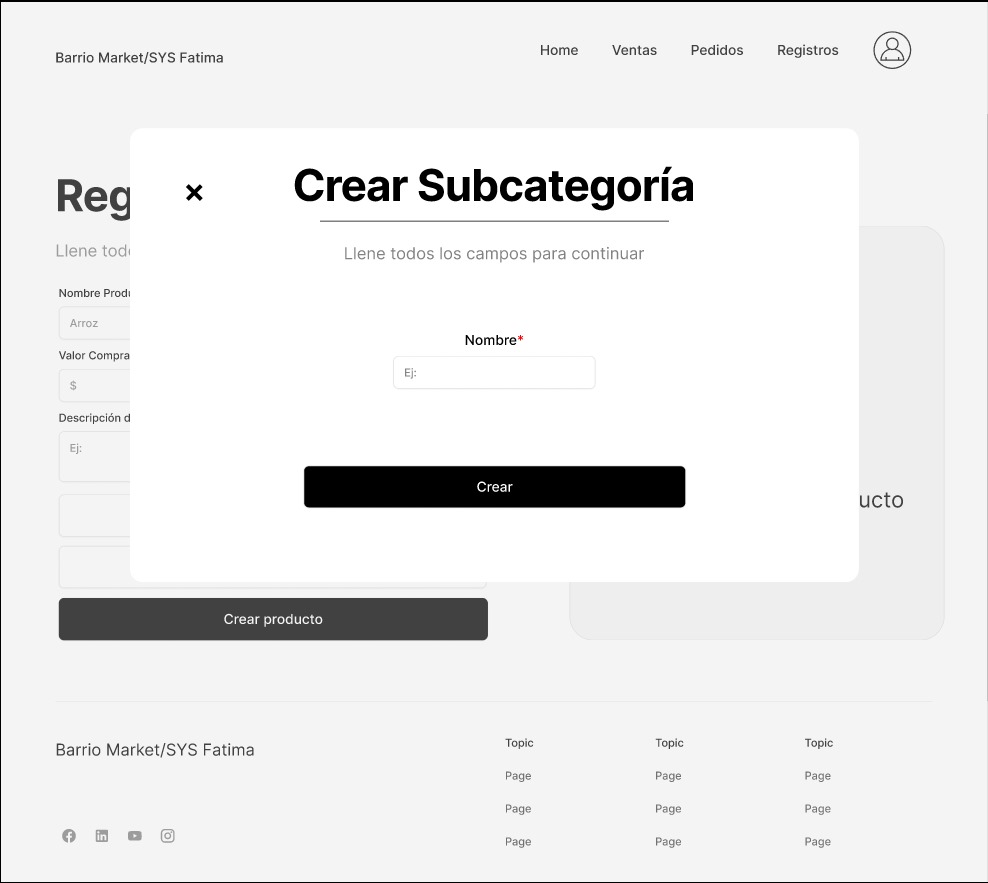 Barrio Market/SYS Fatima
Home Ventas Pedidos Registros
Crear Subcategoría
Llene todos los campos para continuar
Nombre*
Ej:
Crear
Reg
Llene tod
Nombre Produ
Arroz
Valor Compra
$
Descripción d
Ej:
ucto
Crear producto
Barrio Market/SYS Fatima
Topic Topic Topic
Page Page Page
Page Page Page
Page Page Page